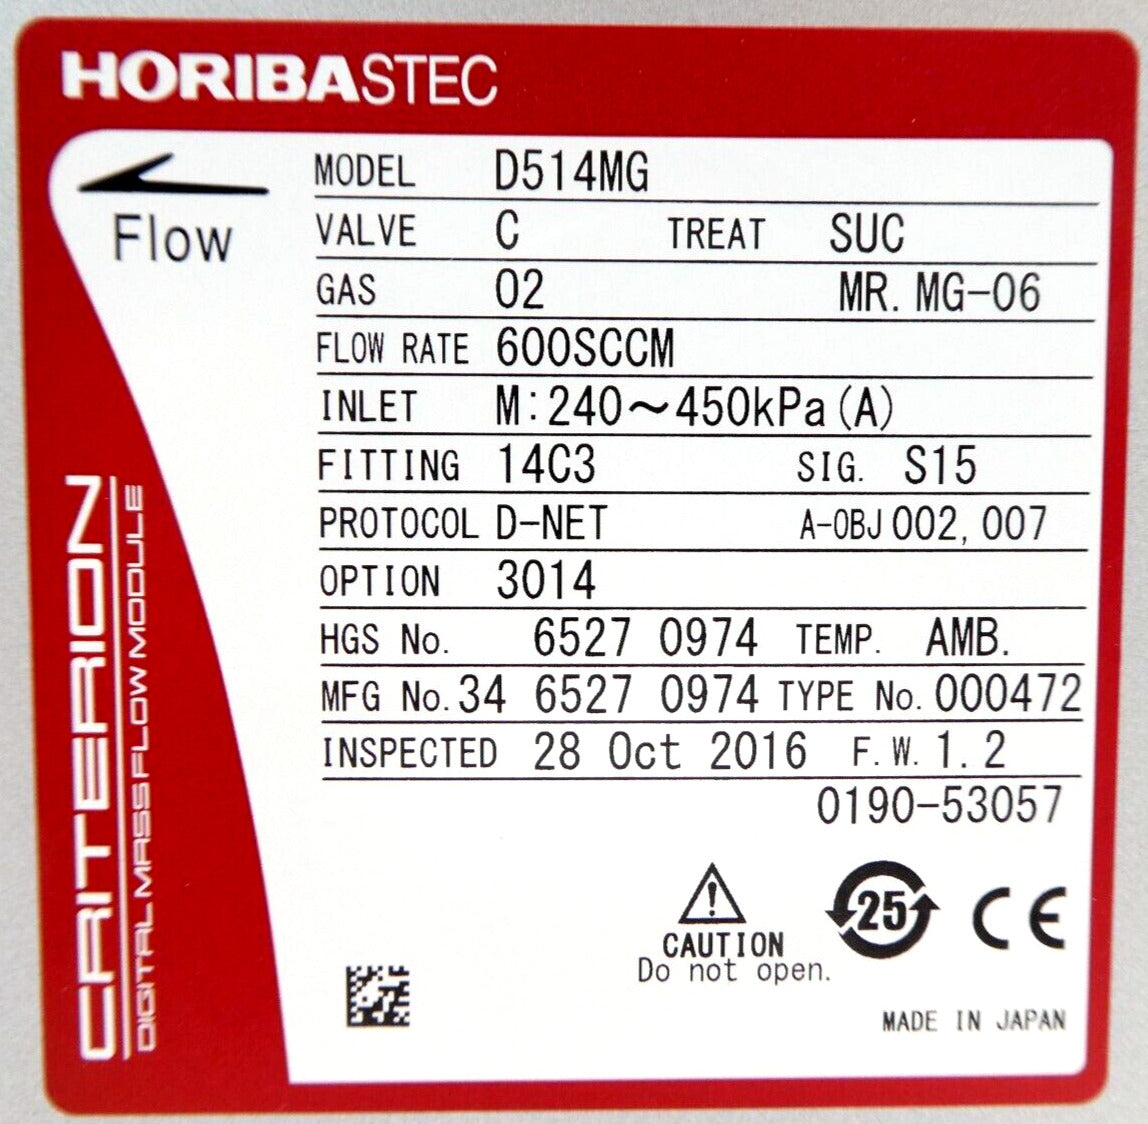 HORIBASTEC
Flow
MODEL D514MG
VALVE C TREAT SUC
GAS O2 MR. MG-06
FLOW RATE 600SCCM
INLET M:240~450kPa(A)
FITTING 14C3 SIG. S15
PROTOCOL D-NET A-OBJ 002, 007
OPTION 3014
HGS No. 6527 0974 TEMP. AMB.
MFG No. 34 6527 0974 TYPE No. 000472
INSPECTED 28 Oct 2016 F.W. 1.2
0190-53057
CRITERION
DIGITAL MASS FLOW MODULE
25
CE
CAUTION
Do not open.
MADE IN JAPAN